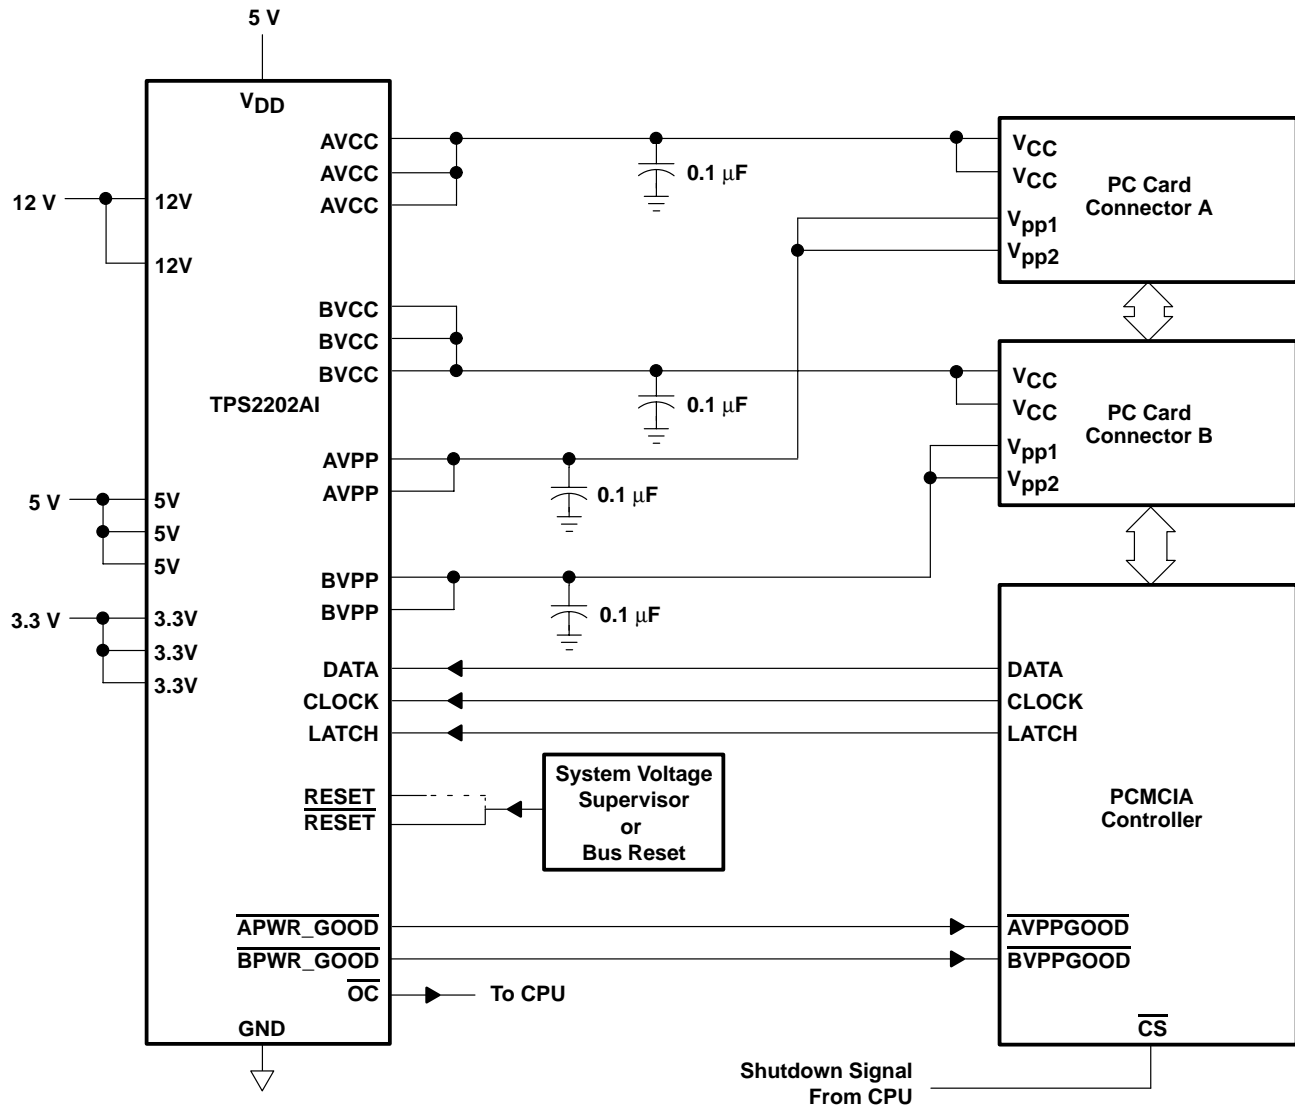 5 V
VDD
AVCC
AVCC
AVCC
12 V
12V
12V
BVCC
BVCC
BVCC
TPS2202AI
AVPP
AVPP
5 V
5V
5V
5V
BVPP
BVPP
3.3 V
3.3V
3.3V
3.3V
DATA
CLOCK
LATCH
RESET
RESET
APWR_GOOD
BPWR_GOOD
OC
GND
0.1 µF
0.1 µF
0.1 µF
0.1 µF
System Voltage
Supervisor
or
Bus Reset
To CPU
VCC
VCC
Vpp1
Vpp2
PC Card
Connector A
VCC
VCC
Vpp1
Vpp2
PC Card
Connector B
DATA
CLOCK
LATCH
PCMCIA
Controller
AVPPGOOD
BVPPGOOD
CS
Shutdown Signal
From CPU